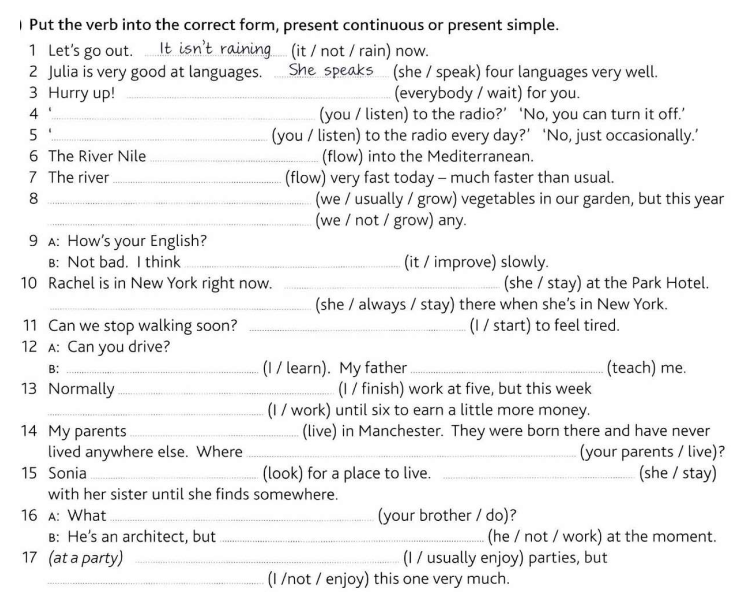 ) Put the verb into the correct form, present continuous or present simple.
1 Let's go out. It isn't raining (it / not / rain) now.
2 Julia is very good at languages. She speaks (she / speak) four languages very well.
3 Hurry up! (everybody / wait) for you.
4 ' (you / listen) to the radio?' 'No, you can turn it off.'
5 ' (you / listen) to the radio every day?' 'No, just occasionally.'
6 The River Nile (flow) into the Mediterranean.
7 The river (flow) very fast today – much faster than usual.
8 (we / usually / grow) vegetables in our garden, but this year
(we / not / grow) any.
9 A: How's your English?
B: Not bad. I think (it / improve) slowly.
10 Rachel is in New York right now. (she / stay) at the Park Hotel.
(she / always / stay) there when she's in New York.
11 Can we stop walking soon? (I / start) to feel tired.
12 A: Can you drive?
B: (I / learn). My father (teach) me.
13 Normally (I / finish) work at five, but this week
(I / work) until six to earn a little more money.
14 My parents (live) in Manchester. They were born there and have never
lived anywhere else. Where (your parents / live)?
15 Sonia (look) for a place to live. (she / stay)
with her sister until she finds somewhere.
16 A: What (your brother / do)?
B: He's an architect, but (he / not / work) at the moment.
17 (at a party) (I / usually enjoy) parties, but
(I /not / enjoy) this one very much.